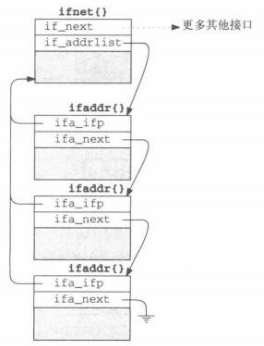 ifnet{}
if_next
更多其他接口
if_addrlist
ifaddr{}
ifa_ifp
ifa_next
ifaddr{}
ifa_ifp
ifa_next
ifaddr{}
ifa_ifp
ifa_next